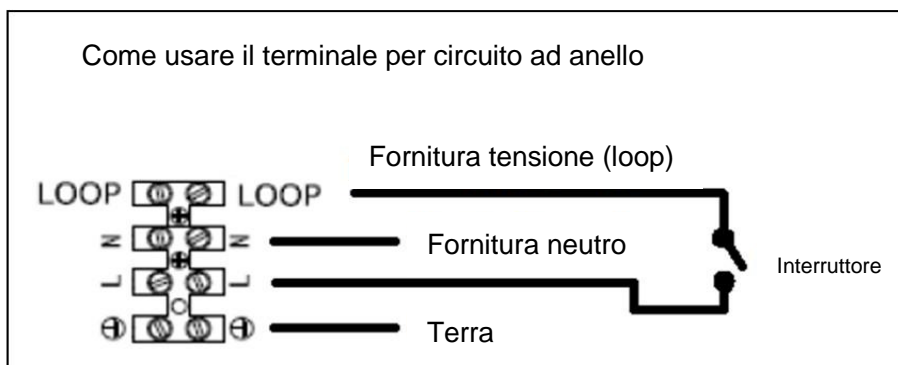 Come usare il terminale per circuito ad anello
Fornitura tensione (loop)
LOOP LOOP
N N Fornitura neutro
Interruttore
L L
Terra